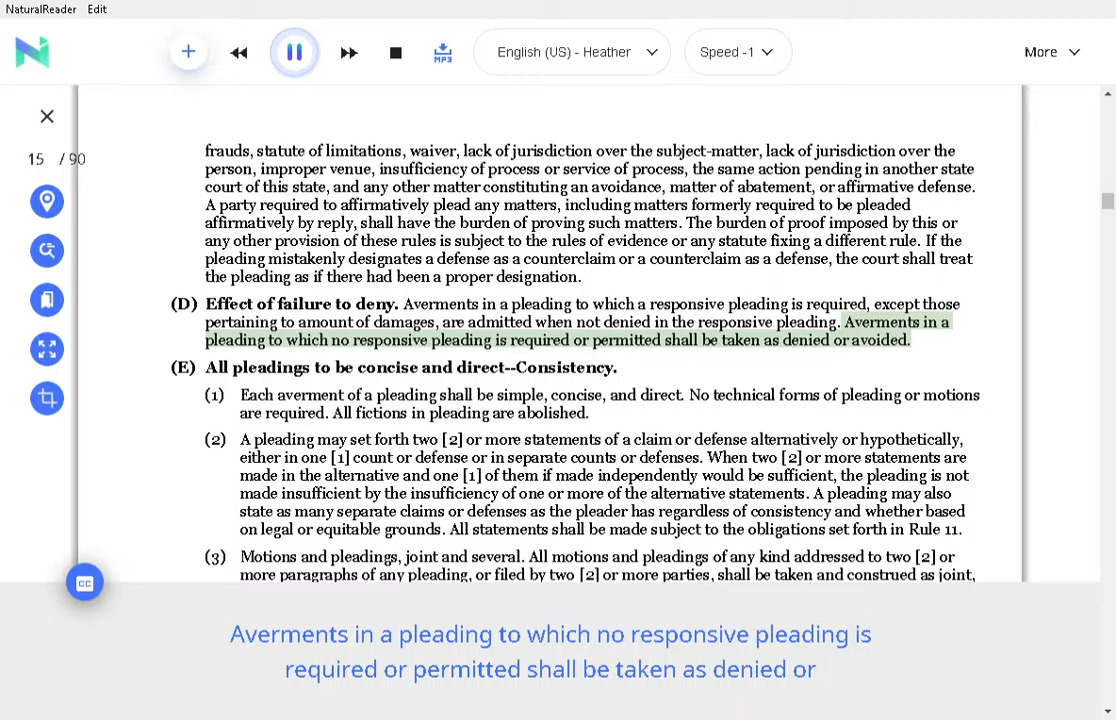 NaturalReader Edit
MP3
English (US) - Heather
Speed -1
More
15 / 90
frauds, statute of limitations, waiver, lack of jurisdiction over the subject-matter, lack of jurisdiction over the
person, improper venue, insufficiency of process or service of process, the same action pending in another state
court of this state, and any other matter constituting an avoidance, matter of abatement, or affirmative defense.
A party required to affirmatively plead any matters, including matters formerly required to be pleaded
affirmatively by reply, shall have the burden of proving such matters. The burden of proof imposed by this or
any other provision of these rules is subject to the rules of evidence or any statute fixing a different rule. If the
pleading mistakenly designates a defense as a counterclaim or a counterclaim as a defense, the court shall treat
the pleading as if there had been a proper designation.
(D) Effect of failure to deny. Averments in a pleading to which a responsive pleading is required, except those
pertaining to amount of damages, are admitted when not denied in the responsive pleading. Averments in a
pleading to which no responsive pleading is required or permitted shall be taken as denied or avoided.
(E) All pleadings to be concise and direct--Consistency.
(1) Each averment of a pleading shall be simple, concise, and direct. No technical forms of pleading or motions
are required. All fictions in pleading are abolished.
(2) A pleading may set forth two [2] or more statements of a claim or defense alternatively or hypothetically,
either in one [1] count or defense or in separate counts or defenses. When two [2] or more statements are
made in the alternative and one [1] of them if made independently would be sufficient, the pleading is not
made insufficient by the insufficiency of one or more of the alternative statements. A pleading may also
state as many separate claims or defenses as the pleader has regardless of consistency and whether based
on legal or equitable grounds. All statements shall be made subject to the obligations set forth in Rule 11.
(3) Motions and pleadings, joint and several. All motions and pleadings of any kind addressed to two [2] or
more paragraphs of any pleading, or filed by two [2] or more parties, shall be taken and construed as joint,
CC
Averments in a pleading to which no responsive pleading is
required or permitted shall be taken as denied or